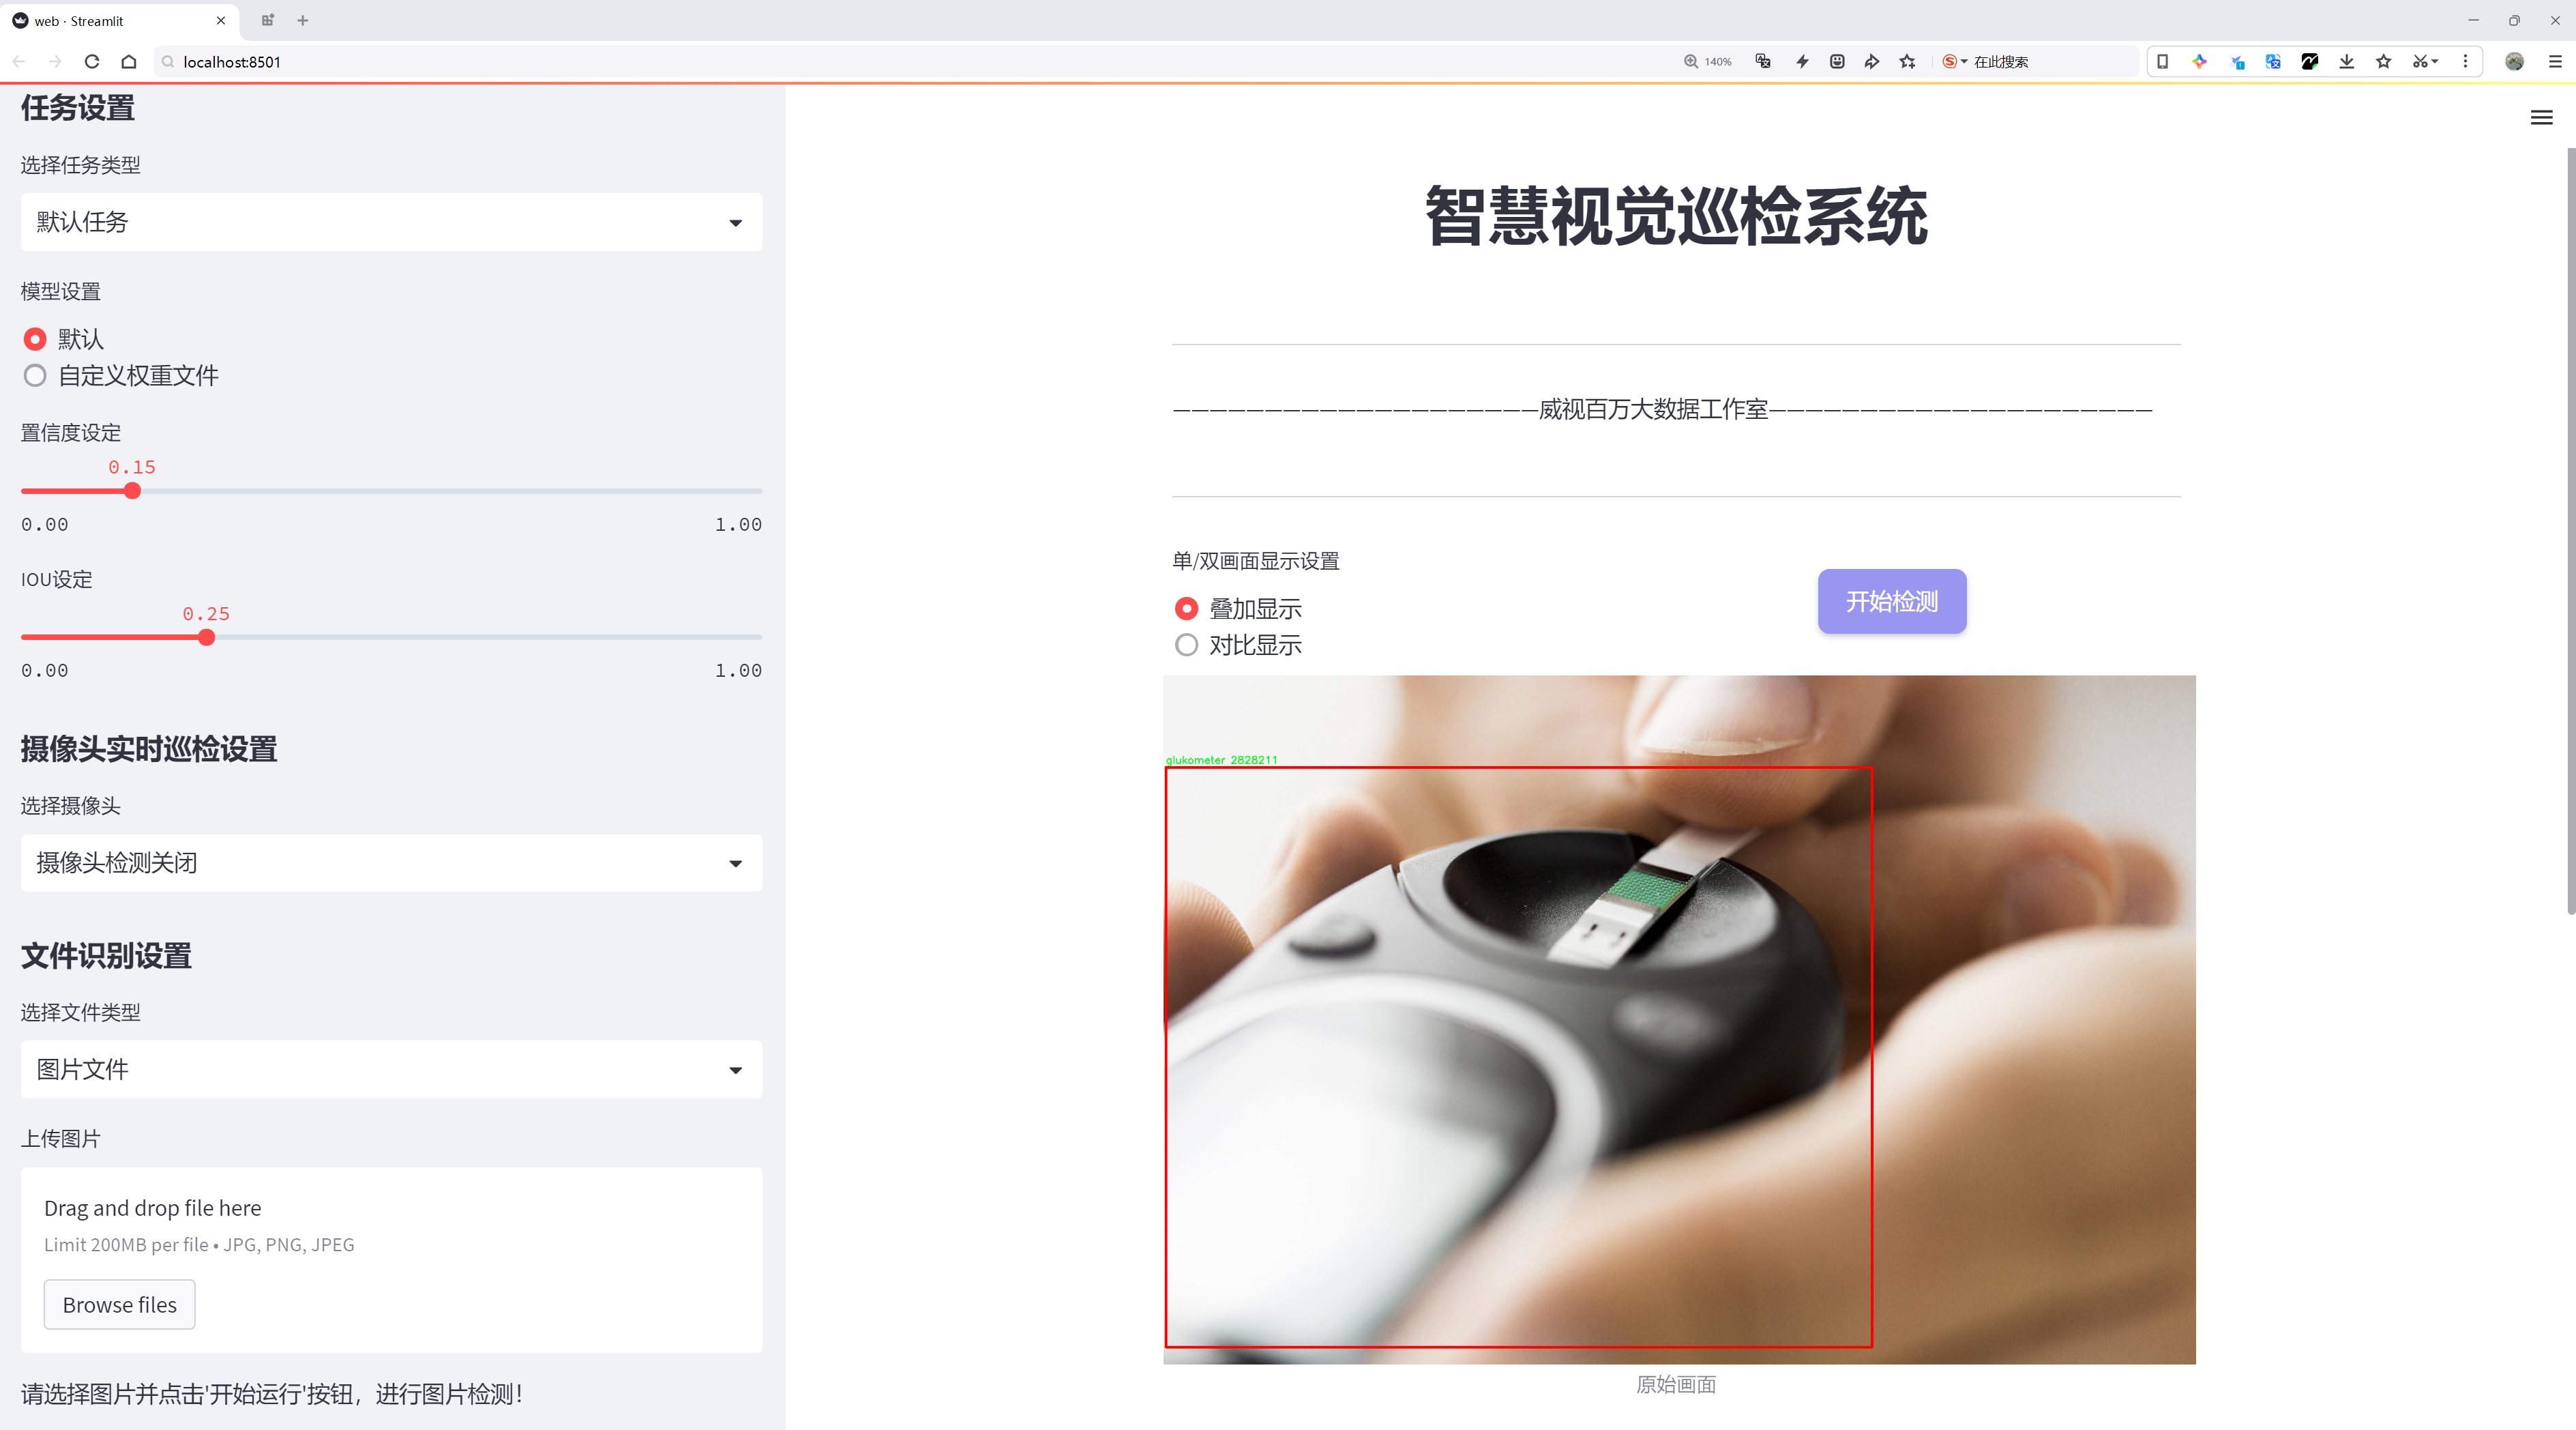 web · Streamlit
localhost:8501
140%
在此搜索
任务设置
选择任务类型
默认任务
模型设置
默认
自定义权重文件
置信度设定
0.15
0.00
1.00
IOU设定
0.25
0.00
1.00
摄像头实时巡检设置
选择摄像头
摄像头检测关闭
文件识别设置
选择文件类型
图片文件
上传图片
Drag and drop file here
Limit 200MB per file • JPG, PNG, JPEG
Browse files
请选择图片并点击'开始运行'按钮，进行图片检测！
智慧视觉巡检系统
————————————————————威视百万大数据工作室—————————————————————
单/双画面显示设置
叠加显示
对比显示
开始检测
glukometer 2828211
原始画面